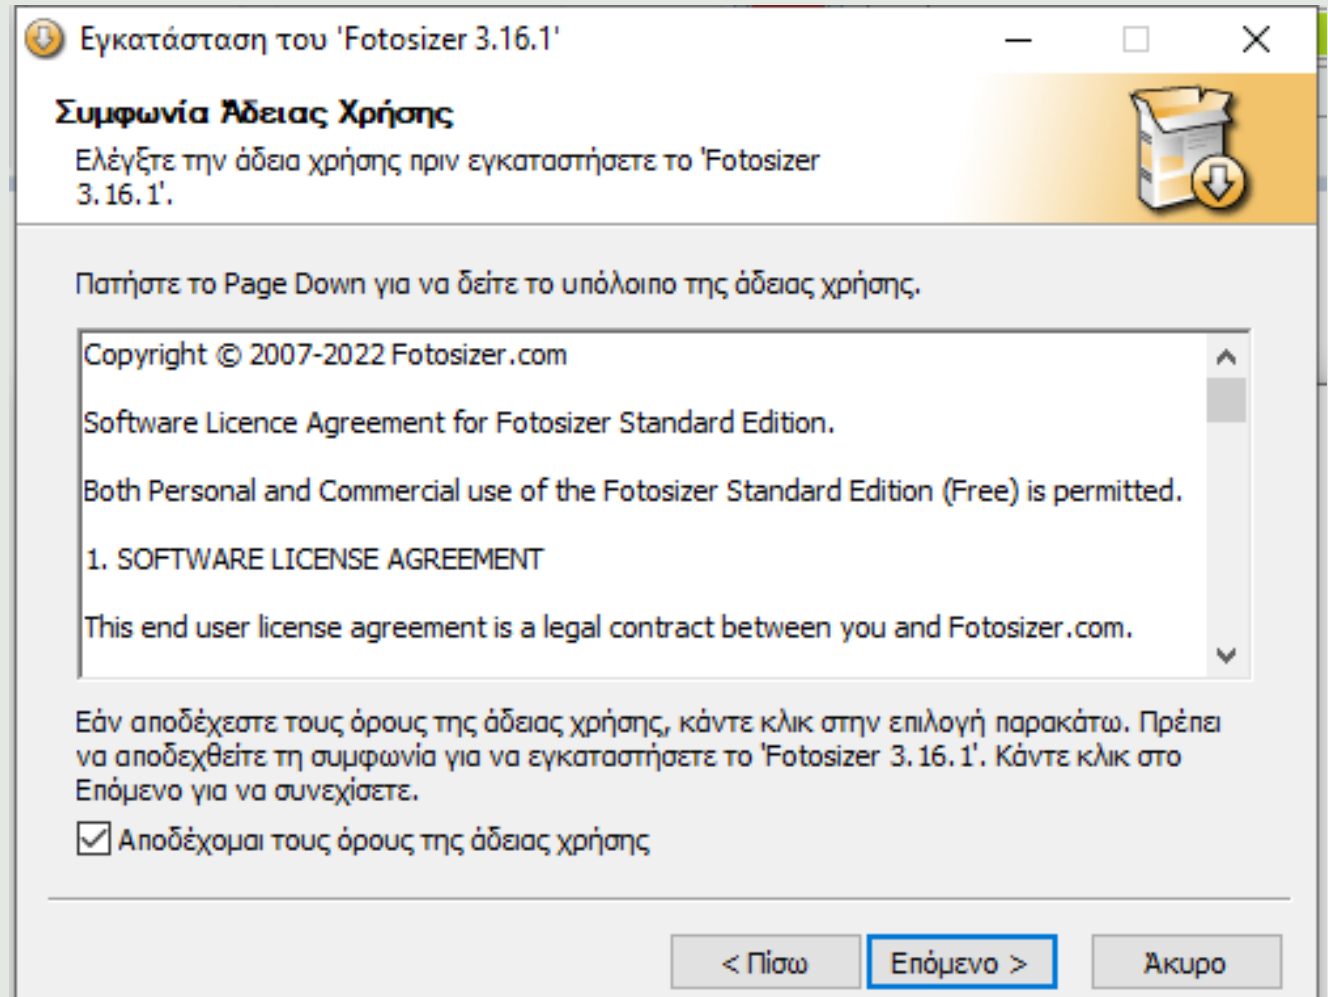 Εγκατάσταση του 'Fotosizer 3.16.1'
Συμφωνία Άδειας Χρήσης
Ελέγξτε την άδεια χρήσης πριν εγκαταστήσετε το 'Fotosizer
3.16.1'.
Πατήστε το Page Down για να δείτε το υπόλοιπο της άδειας χρήσης.
Copyright © 2007-2022 Fotosizer.com
Software Licence Agreement for Fotosizer Standard Edition.
Both Personal and Commercial use of the Fotosizer Standard Edition (Free) is permitted.
1. SOFTWARE LICENSE AGREEMENT
This end user license agreement is a legal contract between you and Fotosizer.com.
Εάν αποδέχεστε τους όρους της άδειας χρήσης, κάντε κλικ στην επιλογή παρακάτω. Πρέπει
να αποδεχθείτε τη συμφωνία για να εγκαταστήσετε το 'Fotosizer 3.16.1'. Κάντε κλικ στο
Επόμενο για να συνεχίσετε.
Αποδέχομαι τους όρους της άδειας χρήσης
< Πίσω
Επόμενο >
Άκυρο